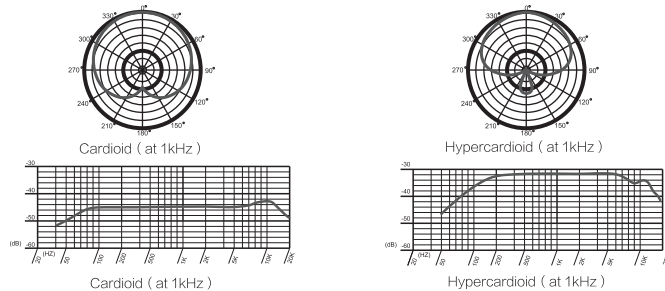 0°
330° 30°
300° 60°
270° 90°
240° 120°
210° 150°
180°
Cardioid ( at 1kHz )
0°
330° 30°
300° 60°
270° 90°
240° 120°
210° 150°
180°
Hypercardioid ( at 1kHz )
-30
-40
-50
(dB) -60
20 (HZ) 50 100 200 500 1K 2K 5K 10K 20K
Cardioid ( at 1kHz )
-30
-40
-50
(dB) -60
20 (HZ) 50 100 200 500 1K 2K 5K 10K
Hypercardioid ( at 1kHz )